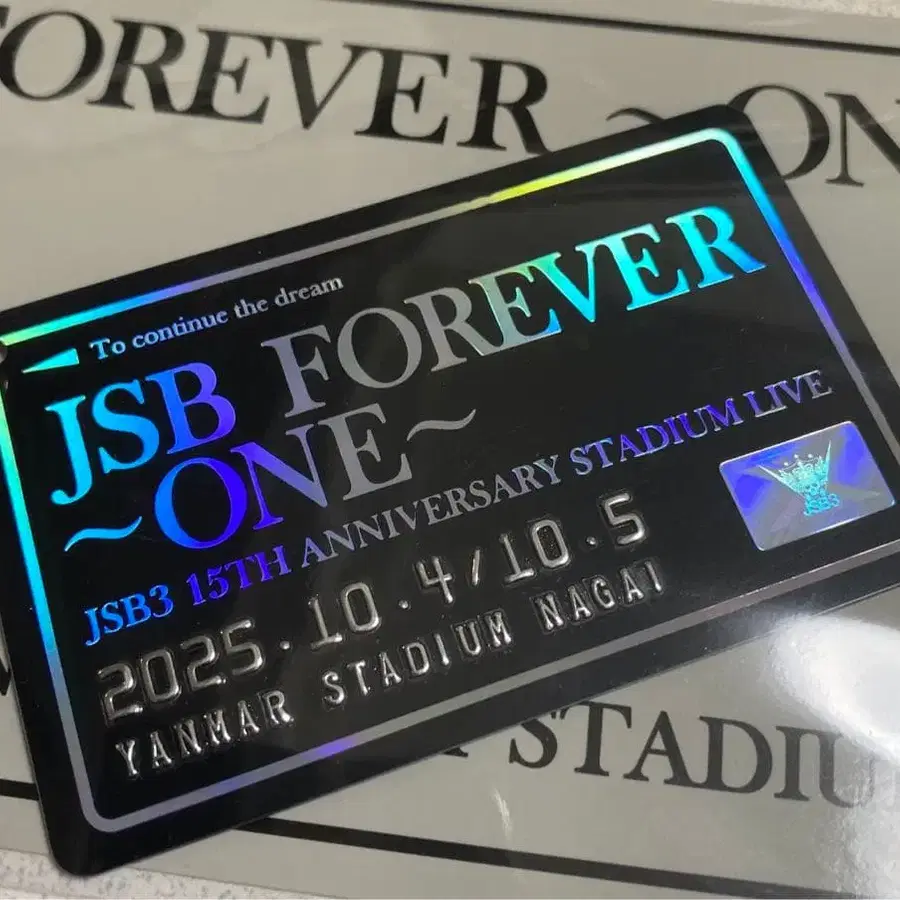 FOREVER ~ON
To continue the dream
JSB FOREVER
~ONE~
JSB3 15TH ANNIVERSARY STADIUM LIVE
JSB3
2025.10.4/10.5
YANMAR STADIUM NAGAI
STADIU